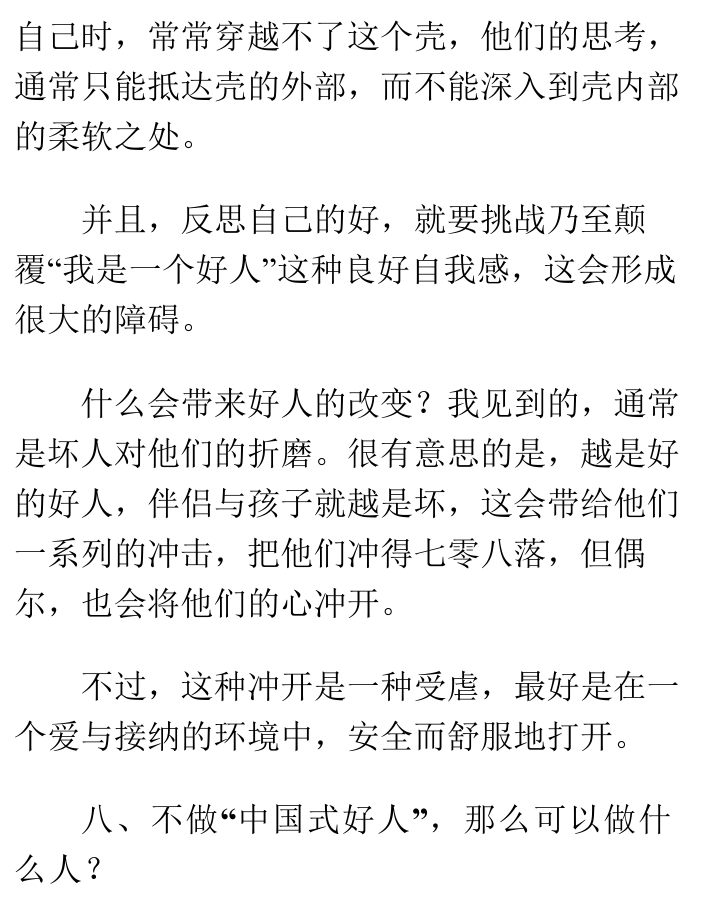 自己时，常常穿越不了这个壳，他们的思考，
通常只能抵达壳的外部，而不能深入到壳内部
的柔软之处。
并且，反思自己的好，就要挑战乃至颠
覆“我是一个好人”这种良好自我感，这会形成
很大的障碍。
什么会带来好人的改变？我见到的，通常
是坏人对他们的折磨。很有意思的是，越是好
的好人，伴侣与孩子就越是坏，这会带给他们
一系列的冲击，把他们冲得七零八落，但偶
尔，也会将他们的心冲开。
不过，这种冲开是一种受虐，最好是在一
个爱与接纳的环境中，安全而舒服地打开。
八、不做“中国式好人”，那么可以做什
么人？